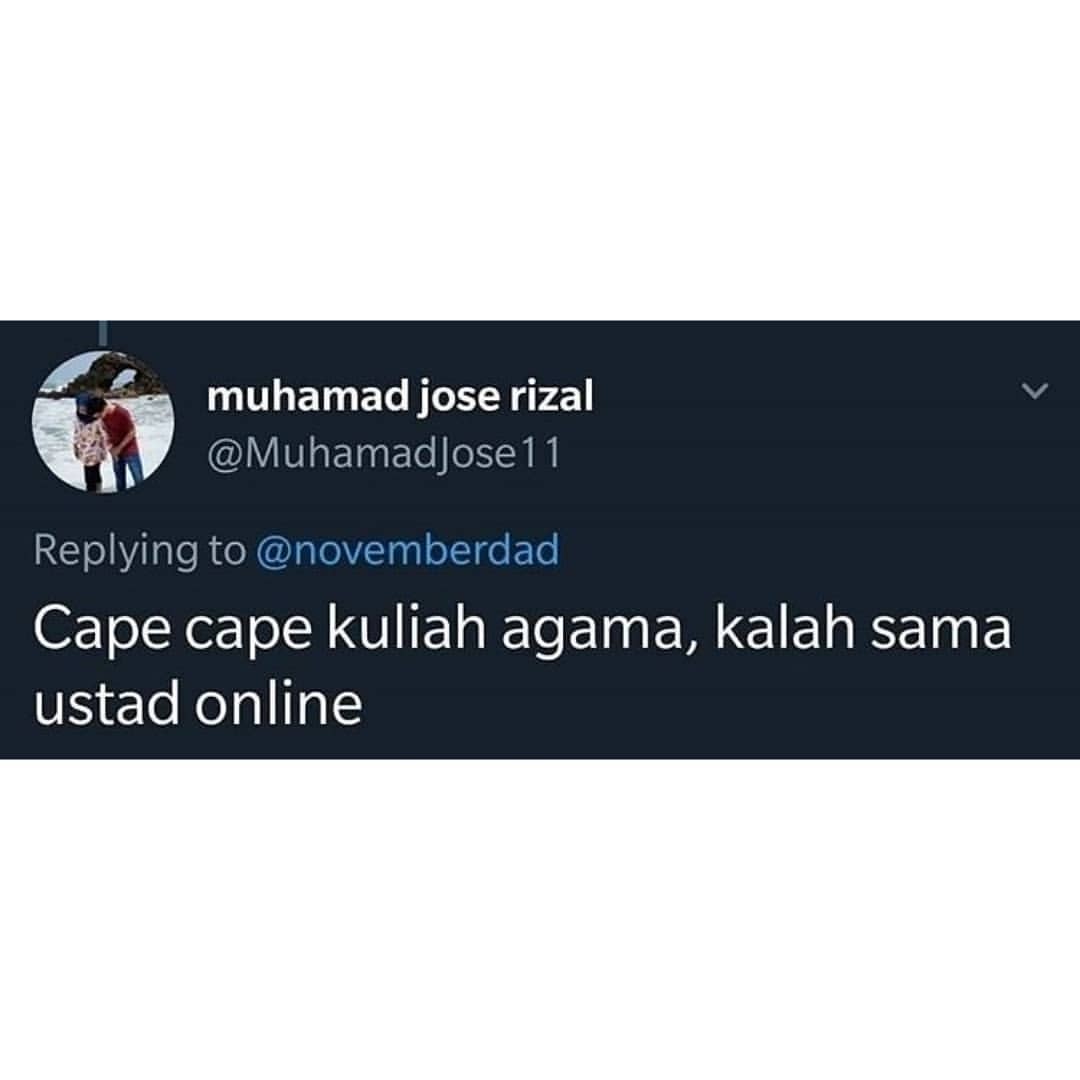 muhamad jose rizal
@MuhamadJose11
Replying to @novemberdad
Cape cape kuliah agama, kalah sama
ustad online